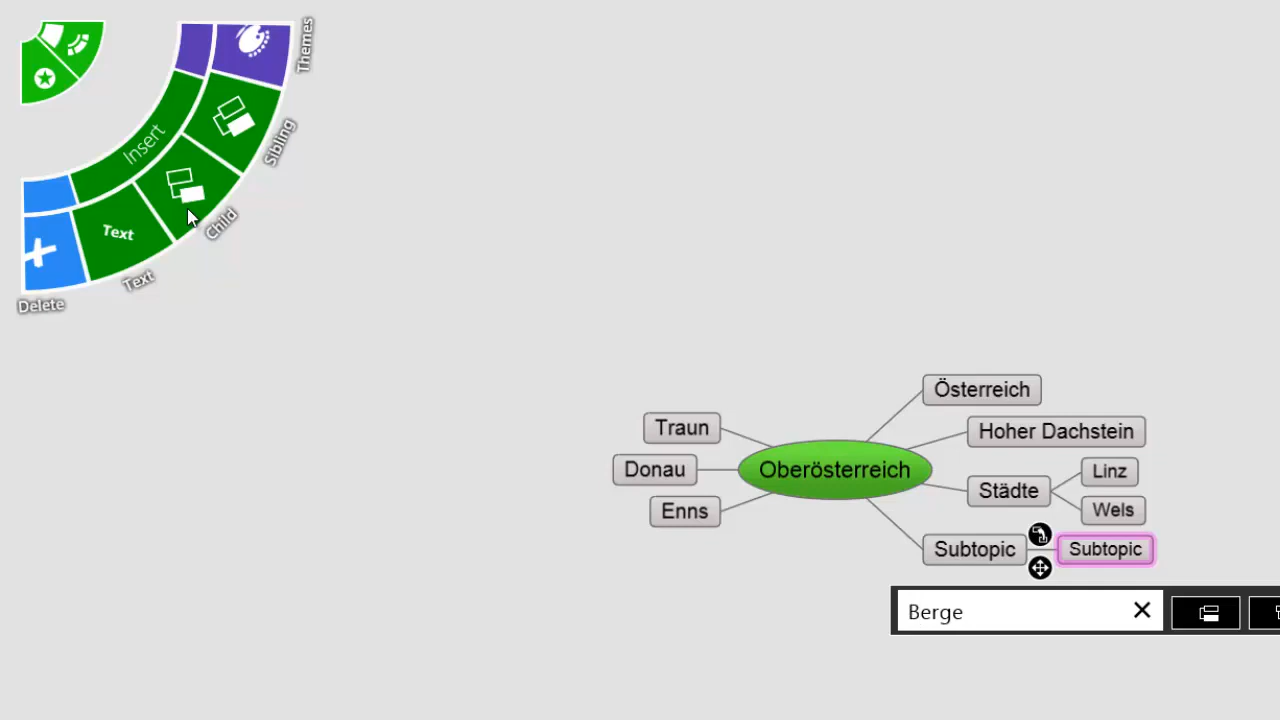 Themes
Sibling
Insert
Child
Text
Text
Delete
Österreich
Traun
Hoher Dachstein
Oberösterreich
Donau
Linz
Städte
Enns
Wels
Subtopic
Subtopic
Berge